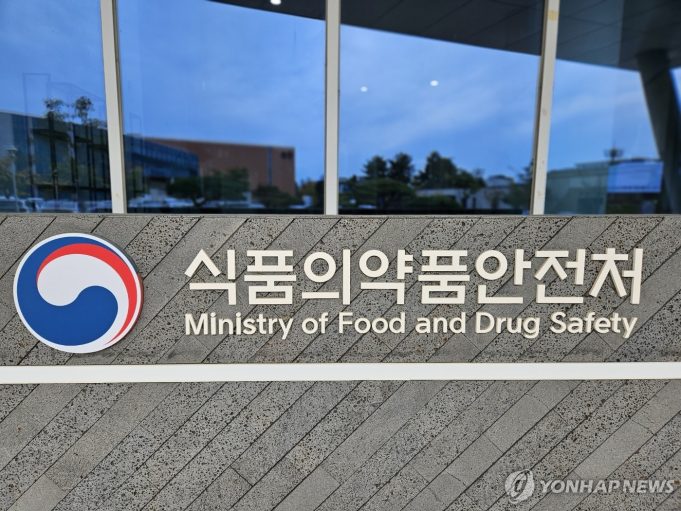 식품의약품안전처
Ministry of Food and Drug Safety
YONHAP NEWS